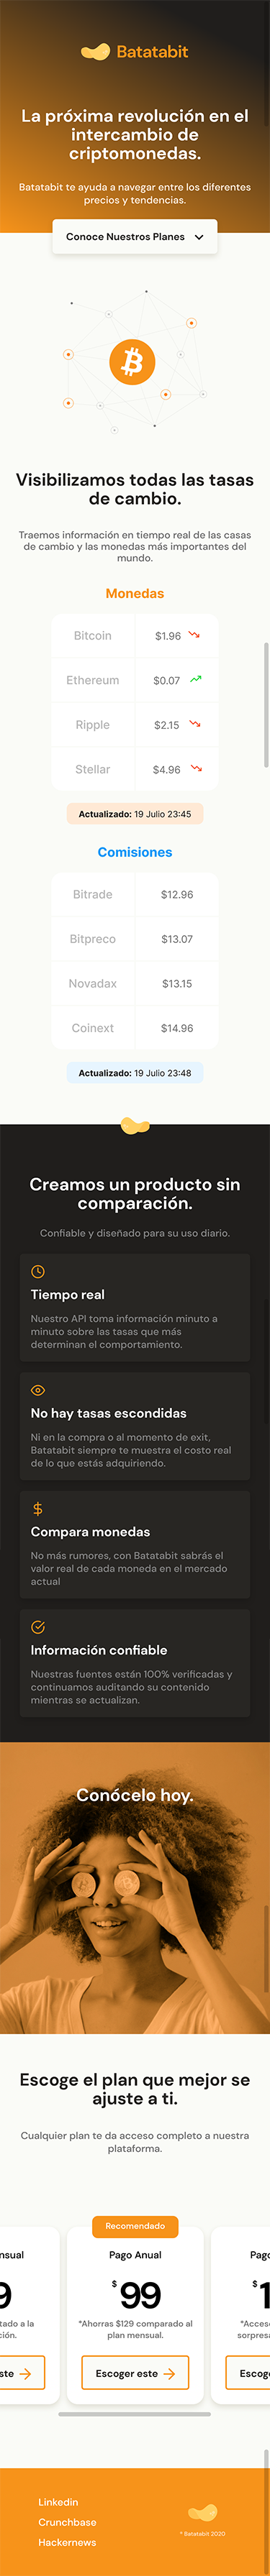 Batatabit
La próxima revolución en el
intercambio de
criptomonedas.
Batatabit te ayuda a navegar entre los diferentes
precios y tendencias.
Conoce Nuestros Planes
Visibilizamos todas las tasas
de cambio.
Traemos información en tiempo real de las casas
de cambio y las monedas más importantes del
mundo.
Monedas
Bitcoin $1.96
Ethereum $0.07
Ripple $2.15
Stellar $4.96
Actualizado: 19 Julio 23:45
Comisiones
Bitrade $12.96
Bitpreco $13.07
Novadax $13.15
Coinext $14.96
Actualizado: 19 Julio 23:48
Creamos un producto sin
comparación.
Confiable y diseñado para su uso diario.
Tiempo real
Nuestro API toma información minuto a
minuto sobre las tasas que más
determinan el comportamiento.
No hay tasas escondidas
Ni en la compra o al momento de exit,
Batatabit siempre te muestra el costo real
de lo que estás adquiriendo.
Compara monedas
No más rumores, con Batatabit sabrás el
valor real de cada moneda en el mercado
actual
Información confiable
Nuestras fuentes están 100% verificadas y
continuamos auditando su contenido
mientras se actualizan.
Conócelo hoy.
Escoge el plan que mejor se
ajuste a ti.
Cualquier plan te da acceso completo a nuestra
plataforma.
nsual
9
tado a la
ción.
ste
Recomendado
Pago Anual
$99
*Ahorras $129 comparado al
plan mensual.
Escoger este
Pago
$1
*Acces
sorpresa
Escog
Linkedin
Crunchbase
Hackernews
® Batatabit 2020